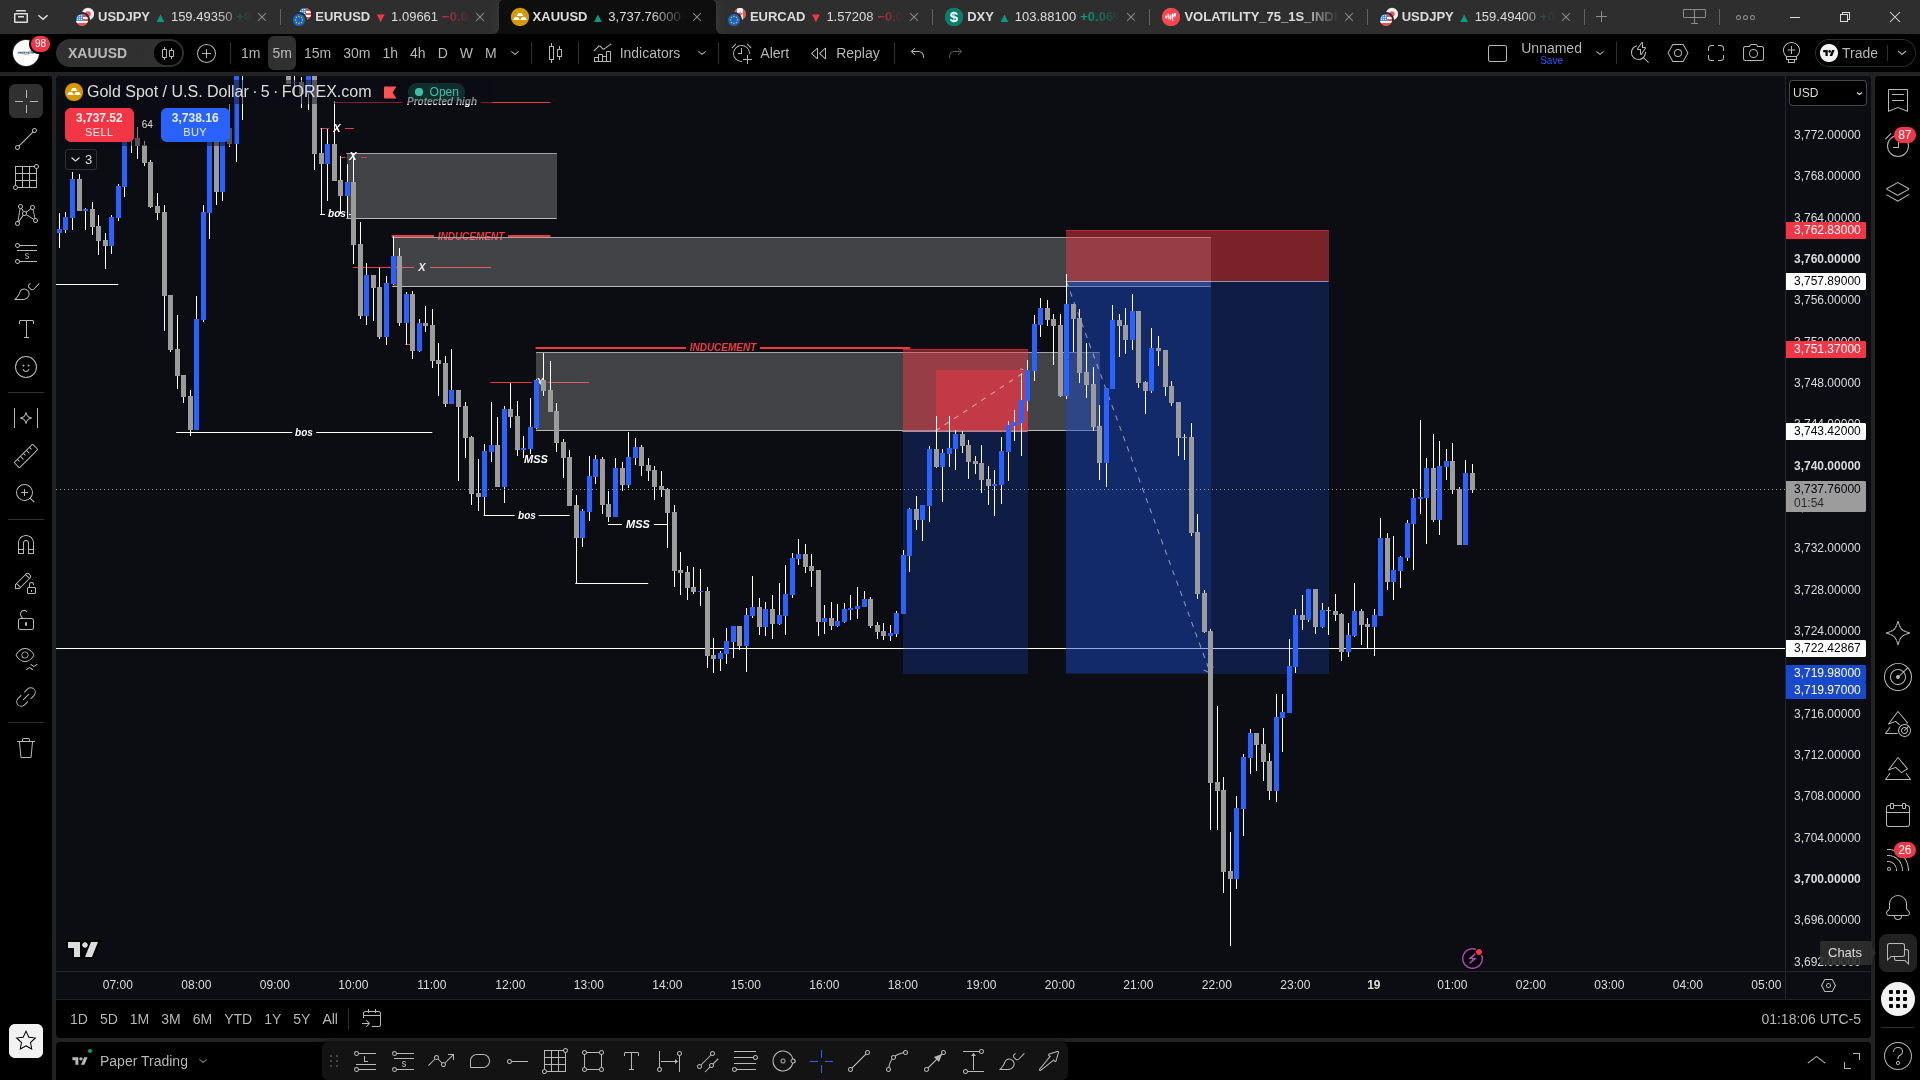 USDJPY ▲ 159.49350
EURUSD ▼ 1.09661 −0.0
XAUUSD ▲ 3,737.76000
EURCAD ▼ 1.57208 −0.0
DXY ▲ 103.88100 +0.06
VOLATILITY_75_1S_IND
USDJPY ▲ 159.49400
98
XAUUSD
1m 5m 15m 30m 1h 4h D W M
Indicators
Alert
Replay
Unnamed
Save
Trade
Gold Spot / U.S. Dollar · 5 · FOREX.com
Open
3,737.52
SELL
64
3,738.16
BUY
3
Protected high
X
X
bos
INDUCEMENT
X
INDUCEMENT
X
bos
MSS
bos
MSS
USD
3,772.00000
3,768.00000
3,764.00000
3,762.83000
3,760.00000
3,757.89000
3,756.00000
3,751.37000
3,748.00000
3,743.42000
3,740.00000
3,737.76000
01:54
3,732.00000
3,728.00000
3,724.00000
3,722.42867
3,719.98000
3,719.97000
3,716.00000
3,712.00000
3,708.00000
3,704.00000
3,700.00000
3,696.00000
87
26
Chats
07:00 08:00 09:00 10:00 11:00 12:00 13:00 14:00 15:00 16:00 18:00 19:00 20:00 21:00 22:00 23:00 19 01:00 02:00 03:00 04:00 05:00
1D 5D 1M 3M 6M YTD 1Y 5Y All
01:18:06 UTC-5
Paper Trading